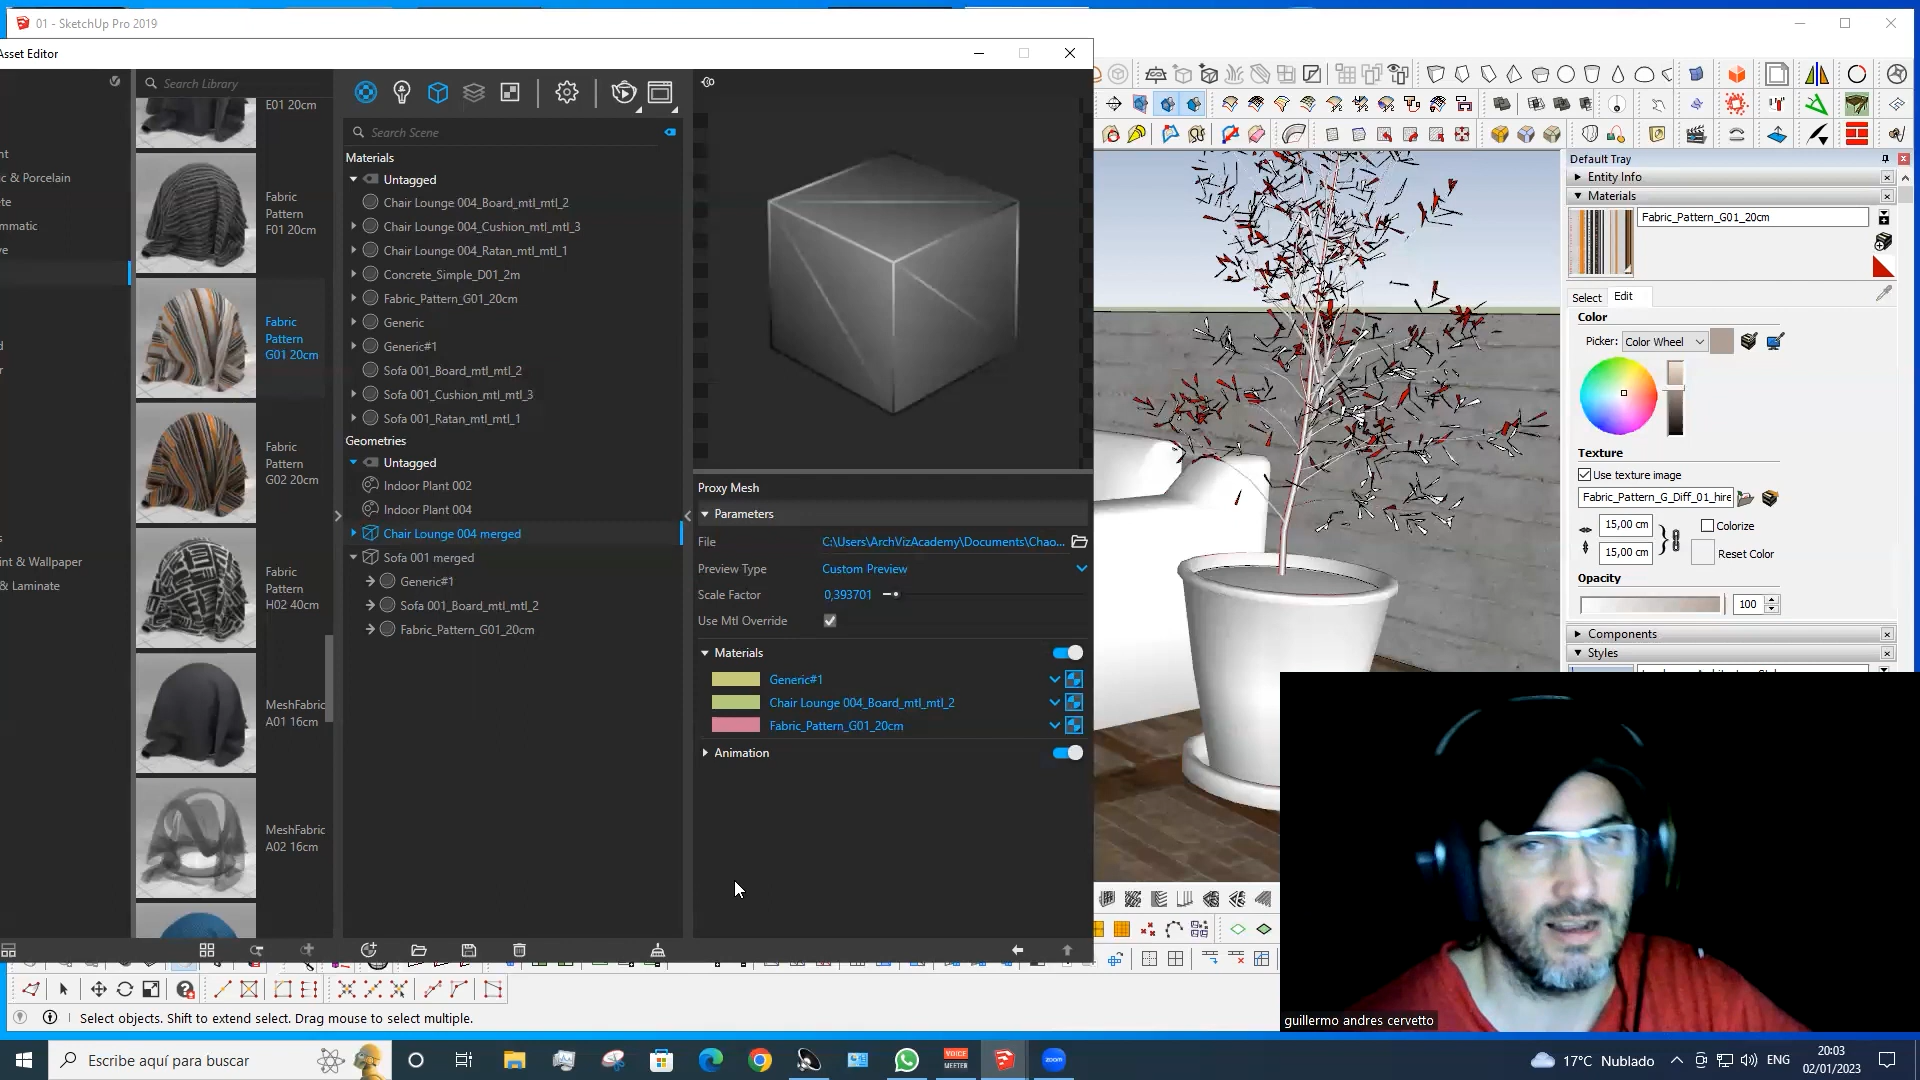 01 - SketchUp Pro 2019
Asset Editor
Search Library
E01 20cm
Fabric
Pattern
F01 20cm
Fabric
Pattern
G01 20cm
Fabric
Pattern
G02 20cm
Fabric
Pattern
H02 40cm
MeshFabric
A01 16cm
MeshFabric
A02 16cm
nt
c & Porcelain
te
mmatic
ve
d
r
s
int & Wallpaper
& Laminate
Search Scene
Materials
Untagged
Chair Lounge 004_Board_mtl_mtl_2
Chair Lounge 004_Cushion_mtl_mtl_3
Chair Lounge 004_Ratan_mtl_mtl_1
Concrete_Simple_D01_2m
Fabric_Pattern_G01_20cm
Generic
Generic#1
Sofa 001_Board_mtl_mtl_2
Sofa 001_Cushion_mtl_mtl_3
Sofa 001_Ratan_mtl_mtl_1
Geometries
Untagged
Indoor Plant 002
Indoor Plant 004
Chair Lounge 004 merged
Sofa 001 merged
Generic#1
Sofa 001_Board_mtl_mtl_2
Fabric_Pattern_G01_20cm
Proxy Mesh
Parameters
File C:\Users\ArchVizAcademy\Documents\Chao...
Preview Type Custom Preview
Scale Factor 0,393701
Use Mtl Override
Materials
Generic#1
Chair Lounge 004_Board_mtl_mtl_2
Fabric_Pattern_G01_20cm
Animation
Default Tray
Entity Info
Materials
Fabric_Pattern_G01_20cm
Select Edit
Color
Picker: Color Wheel
Texture
Use texture image
Fabric_Pattern_G_Diff_01_hire
15,00 cm Colorize
15,00 cm Reset Color
Opacity
100
Components
Styles
guillermo andres cervetto
Select objects. Shift to extend select. Drag mouse to select multiple.
Escribe aquí para buscar
VOICE
MEETER
zoom
17°C Nublado
ENG
20:03
02/01/2023